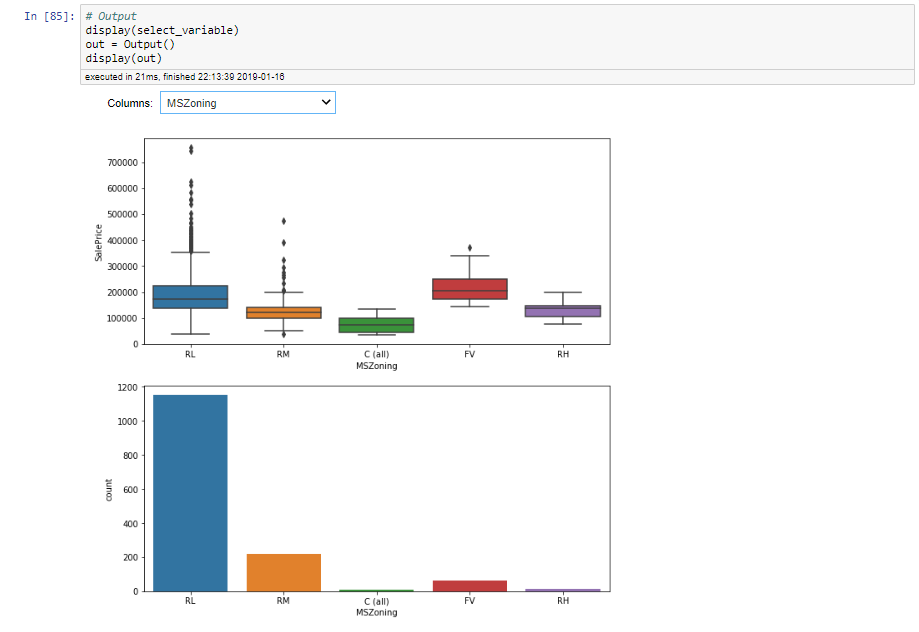 In [85]: # Output
display(select_variable)
out = Output()
display(out)
executed in 21ms, finished 22:13:39 2019-01-16
Columns: MSZoning
700000
600000
500000
400000
300000
200000
100000
0
SalePrice
RL RM C (all) FV RH
MSZoning
1200
1000
800
600
400
200
0
count
RL RM C (all) FV RH
MSZoning